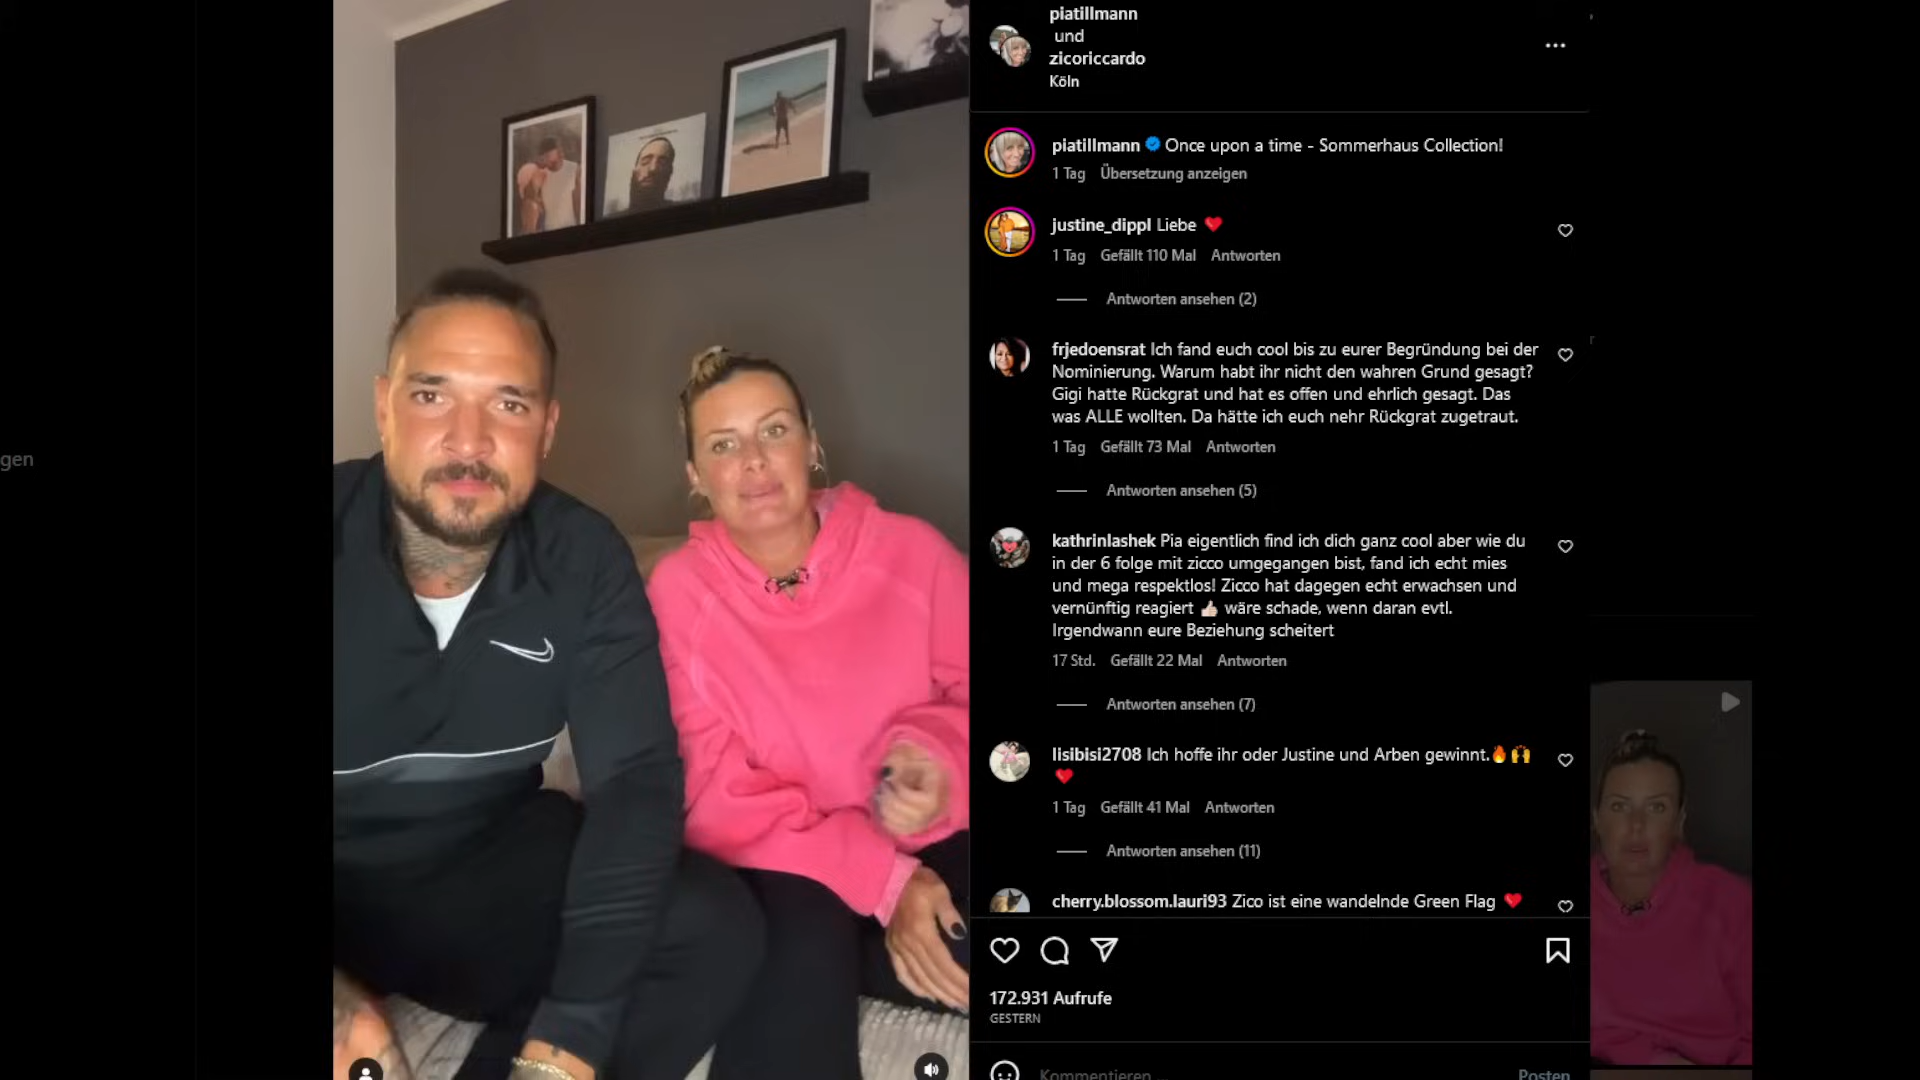 piatillmann
und
zicoriccardo
Köln
piatillmann Once upon a time - Sommerhaus Collection!
1 Tag Übersetzung anzeigen
justine_dippl Liebe ❤️
1 Tag Gefällt 110 Mal Antworten
Antworten ansehen (2)
frjedoensrat Ich fand euch cool bis zu eurer Begründung bei der
Nominierung. Warum habt ihr nicht den wahren Grund gesagt?
Gigi hatte Rückgrat und hat es offen und ehrlich gesagt. Das
was ALLE wollten. Da hätte ich euch nehr Rückgrat zugetraut.
1 Tag Gefällt 73 Mal Antworten
Antworten ansehen (5)
gen
kathrinlashek Pia eigentlich find ich dich ganz cool aber wie du
in der 6 folge mit zicco umgegangen bist, fand ich echt mies
und mega respektlos! Zicco hat dagegen echt erwachsen und
vernünftig reagiert 👍🏻 wäre schade, wenn daran evtl.
Irgendwann eure Beziehung scheitert
17 Std. Gefällt 22 Mal Antworten
Antworten ansehen (7)
lisibisi2708 Ich hoffe ihr oder Justine und Arben gewinnt.🔥🙌
❤️
1 Tag Gefällt 41 Mal Antworten
Antworten ansehen (11)
cherry.blossom.lauri93 Zico ist eine wandelnde Green Flag ❤️
172.931 Aufrufe
GESTERN
Kommentieren ...
Posten